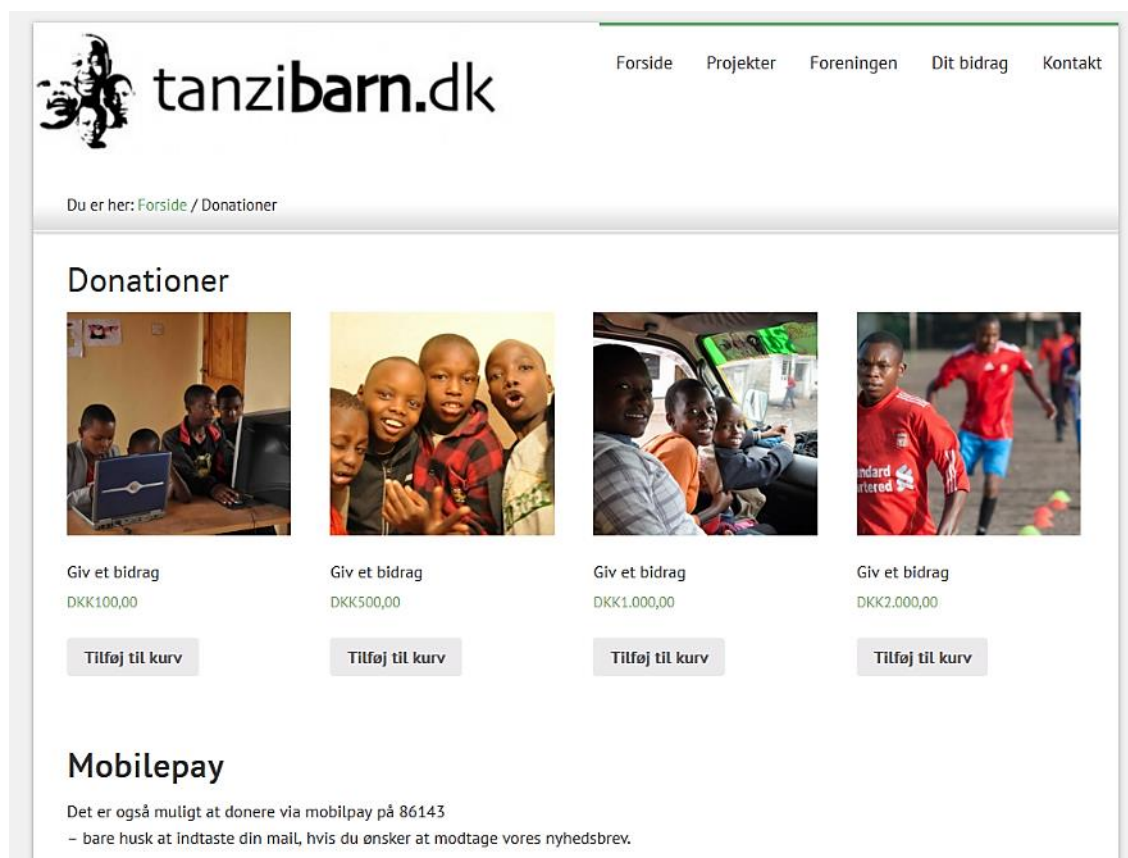 tanzibarn.dk
Forside Projekter Foreningen Dit bidrag Kontakt
Du er her: Forside / Donationer
Donationer
ndard
rtered
Giv et bidrag Giv et bidrag Giv et bidrag Giv et bidrag
DKK100,00 DKK500,00 DKK1.000,00 DKK2.000,00
Tilføj til kurv Tilføj til kurv Tilføj til kurv Tilføj til kurv
Mobilepay
Det er også muligt at donere via mobilpay på 86143
– bare husk at indtaste din mail, hvis du ønsker at modtage vores nyhedsbrev.